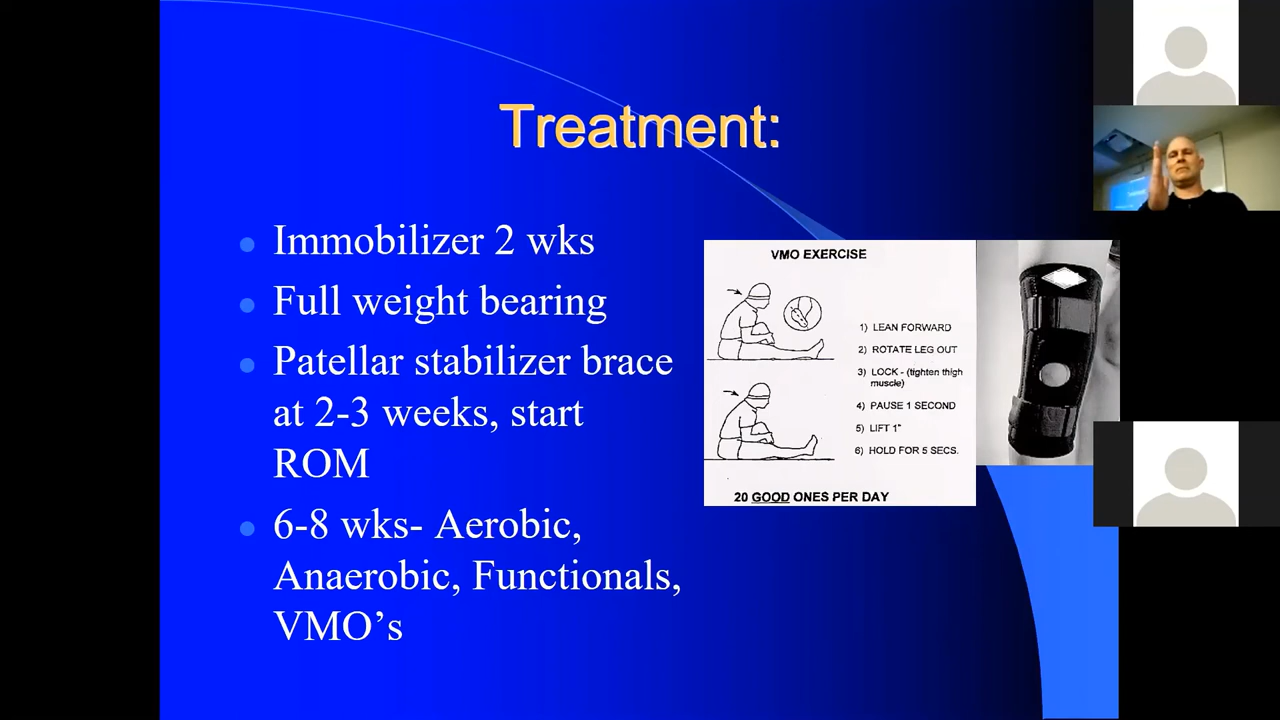 Treatment:
Immobilizer 2 wks
Full weight bearing
Patellar stabilizer brace
at 2-3 weeks, start
ROM
6-8 wks- Aerobic,
Anaerobic, Functionals,
VMO’s
VMO EXERCISE
1) LEAN FORWARD
2) ROTATE LEG OUT
3) LOCK - (tighten thigh
muscle)
4) PAUSE 1 SECOND
5) LIFT 1"
6) HOLD FOR 5 SECS.
20 GOOD ONES PER DAY